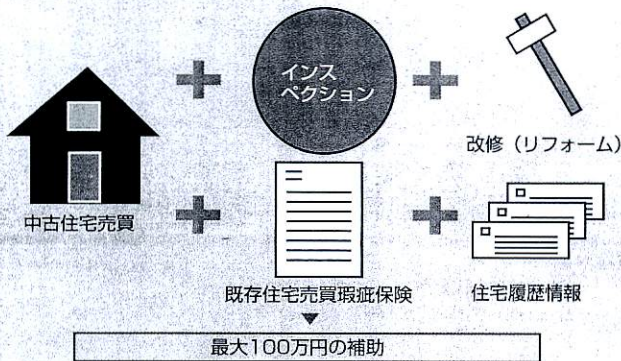 インス
ペクション
改修（リフォーム）
中古住宅売買
既存住宅売買瑕疵保険
住宅履歴情報
最大100万円の補助